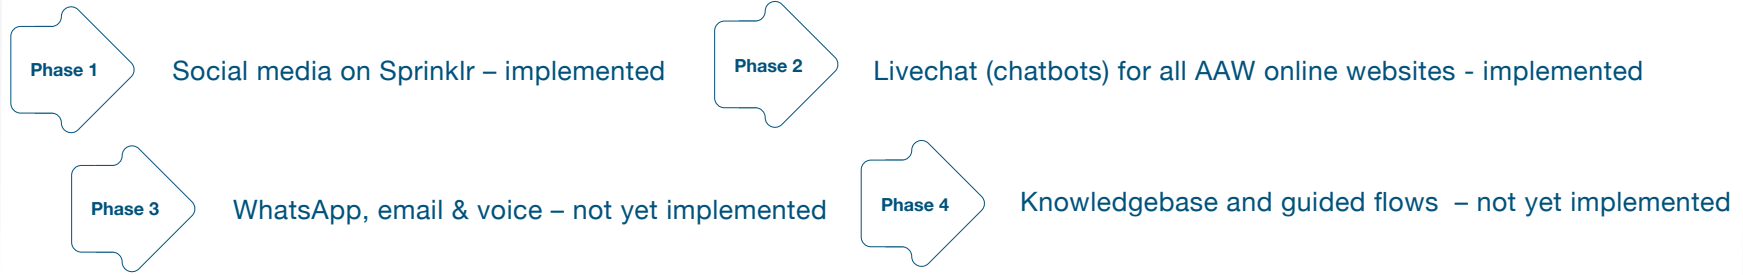 Phase 1
Social media on Sprinklr – implemented
Phase 2
Livechat (chatbots) for all AAW online websites - implemented
Phase 3
WhatsApp, email & voice – not yet implemented
Phase 4
Knowledgebase and guided flows – not yet implemented